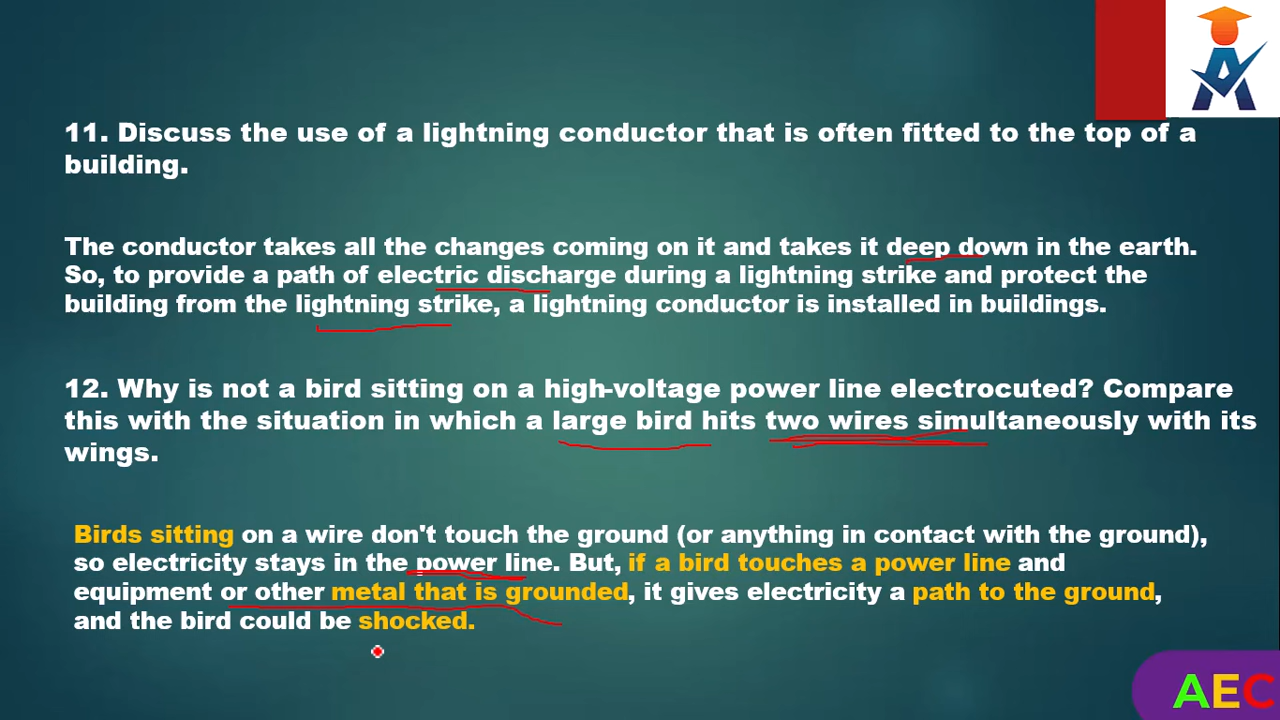 11. Discuss the use of a lightning conductor that is often fitted to the top of a
building.
The conductor takes all the changes coming on it and takes it deep down in the earth.
So, to provide a path of electric discharge during a lightning strike and protect the
building from the lightning strike, a lightning conductor is installed in buildings.
12. Why is not a bird sitting on a high-voltage power line electrocuted? Compare
this with the situation in which a large bird hits two wires simultaneously with its
wings.
Birds sitting on a wire don't touch the ground (or anything in contact with the ground),
so electricity stays in the power line. But, if a bird touches a power line and
equipment or other metal that is grounded, it gives electricity a path to the ground,
and the bird could be shocked.
AEC